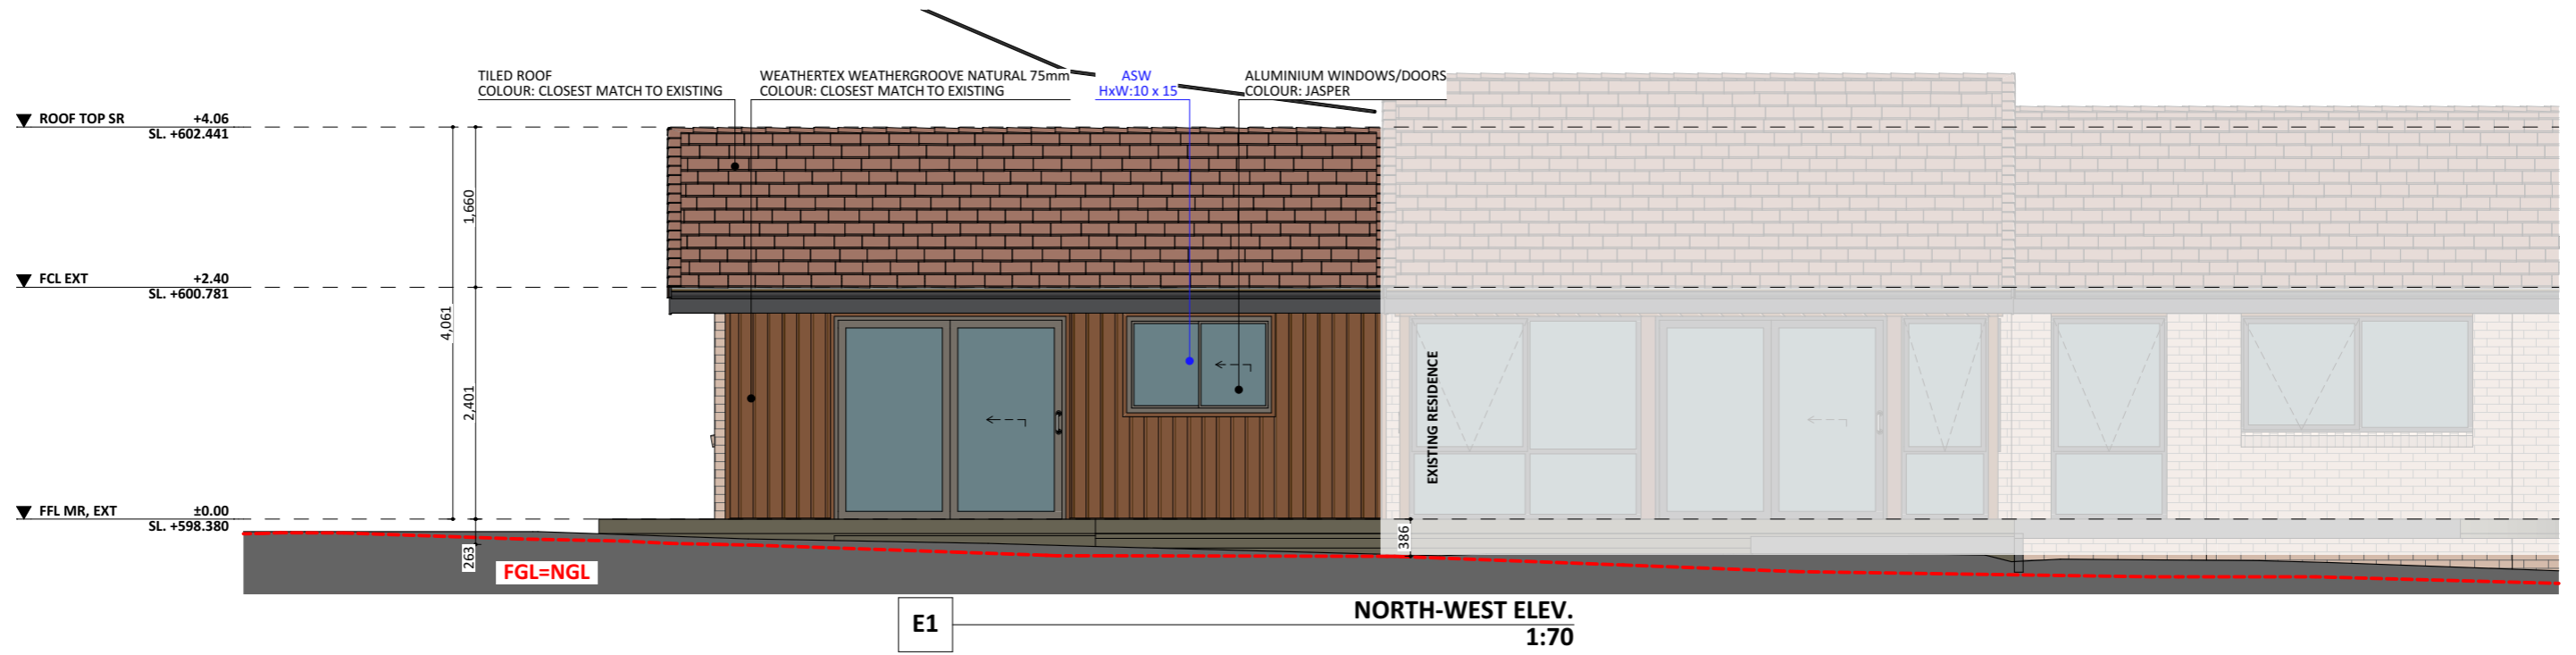 TILED ROOF
COLOUR: CLOSEST MATCH TO EXISTING
WEATHERTEX WEATHERGROOVE NATURAL 75mm
COLOUR: CLOSEST MATCH TO EXISTING
ASW
HxW:10 x 15
ALUMINIUM WINDOWS/DOORS
COLOUR: JASPER
ROOF TOP SR +4.06
SL. +602.441
1,660
FCL EXT +2.40
SL. +600.781
4,061
2,401
EXISTING RESIDENCE
FFL MR, EXT ±0.00
SL. +598.380
263
386
FGL=NGL
E1
NORTH-WEST ELEV.
1:70